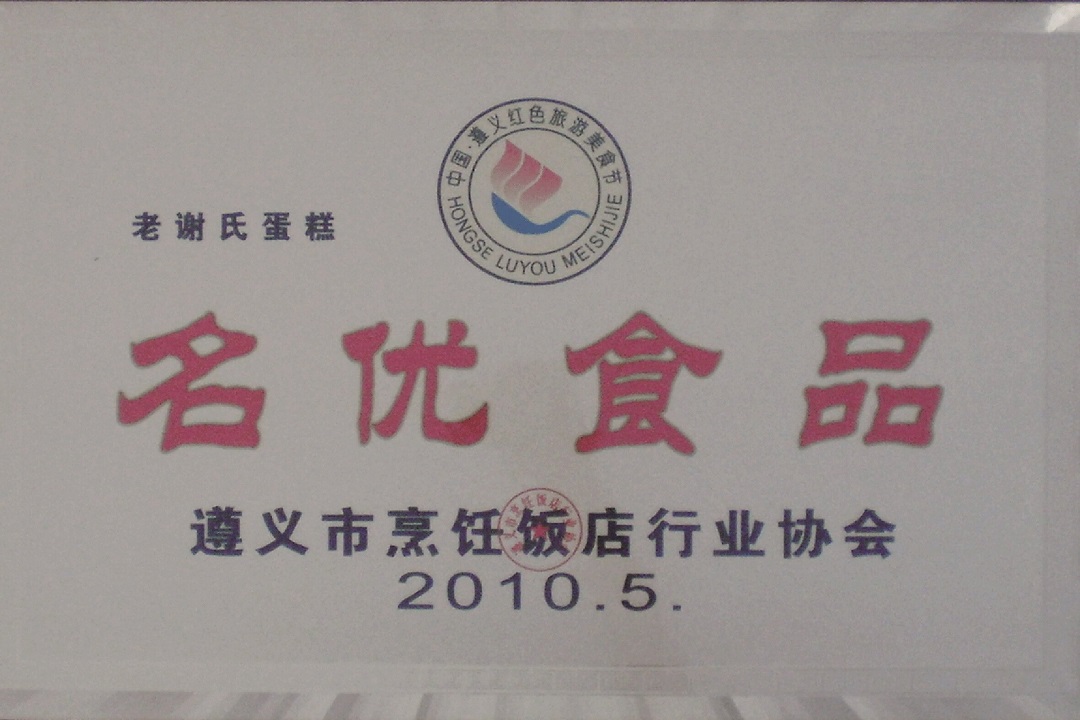 中国·遵义红色旅游美食节
HONGSE LUYOU MEISHIJIE
老谢氏蛋糕
名优食品
遵义市烹饪饭店行业协会
2010.5.